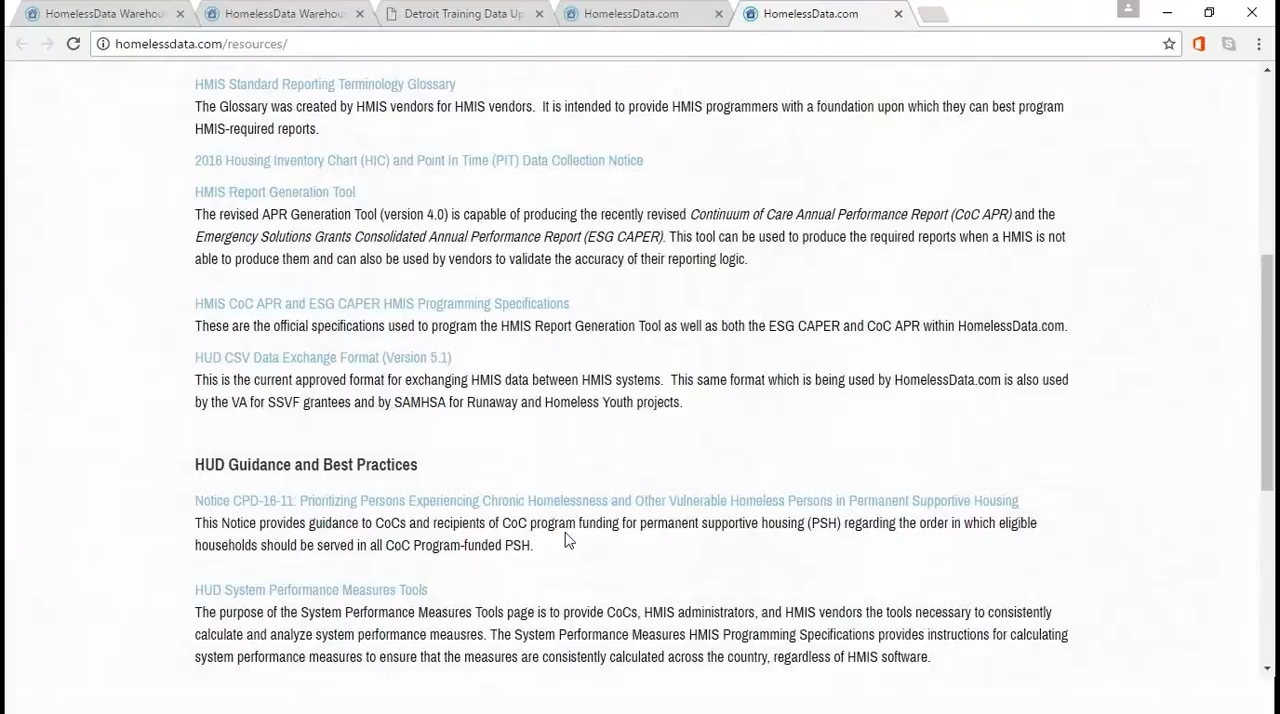 HomelessData Warehou
HomelessData Warehou
Detroit Training Data Up
HomelessData.com
HomelessData.com
homelessdata.com/resources/
HMIS Standard Reporting Terminology Glossary
The Glossary was created by HMIS vendors for HMIS vendors. It is intended to provide HMIS programmers with a foundation upon which they can best program
HMIS-required reports.
2016 Housing Inventory Chart (HIC) and Point In Time (PIT) Data Collection Notice
HMIS Report Generation Tool
The revised APR Generation Tool (version 4.0) is capable of producing the recently revised Continuum of Care Annual Performance Report (CoC APR) and the
Emergency Solutions Grants Consolidated Annual Performance Report (ESG CAPER). This tool can be used to produce the required reports when a HMIS is not
able to produce them and can also be used by vendors to validate the accuracy of their reporting logic.
HMIS CoC APR and ESG CAPER HMIS Programming Specifications
These are the official specifications used to program the HMIS Report Generation Tool as well as both the ESG CAPER and CoC APR within HomelessData.com.
HUD CSV Data Exchange Format (Version 5.1)
This is the current approved format for exchanging HMIS data between HMIS systems. This same format which is being used by HomelessData.com is also used
by the VA for SSVF grantees and by SAMHSA for Runaway and Homeless Youth projects.
HUD Guidance and Best Practices
Notice CPD-16-11: Prioritizing Persons Experiencing Chronic Homelessness and Other Vulnerable Homeless Persons in Permanent Supportive Housing
This Notice provides guidance to CoCs and recipients of CoC program funding for permanent supportive housing (PSH) regarding the order in which eligible
households should be served in all CoC Program-funded PSH.
HUD System Performance Measures Tools
The purpose of the System Performance Measures Tools page is to provide CoCs, HMIS administrators, and HMIS vendors the tools necessary to consistently
calculate and analyze system performance meausres. The System Performance Measures HMIS Programming Specifications provides instructions for calculating
system performance measures to ensure that the measures are consistently calculated across the country, regardless of HMIS software.